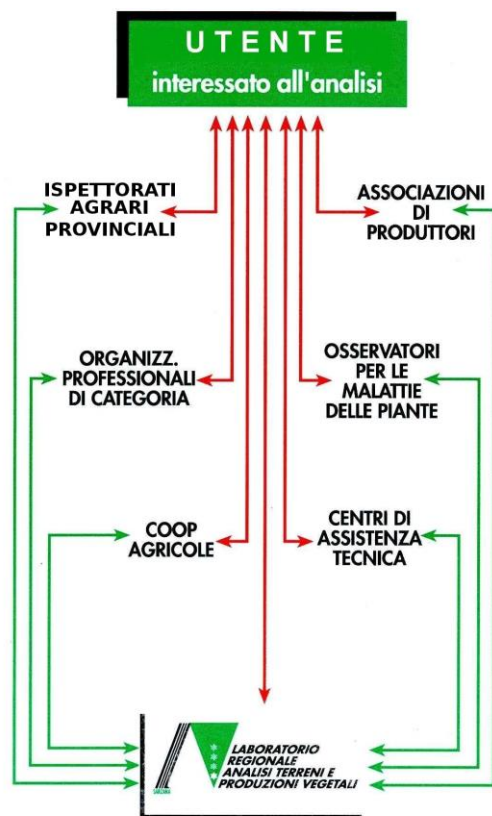 UTENTE
interessato all'analisi
ISPETTORATI
AGRARI
PROVINCIALI
ASSOCIAZIONI
DI
PRODUTTORI
ORGANIZZ.
PROFESSIONALI
DI CATEGORIA
OSSERVATORI
PER LE
MALATTIE
DELLE PIANTE
COOP
AGRICOLE
CENTRI DI
ASSISTENZA
TECNICA
LABORATORIO
REGIONALE
ANALISI TERRENI E
PRODUZIONI VEGETALI
SARZANA